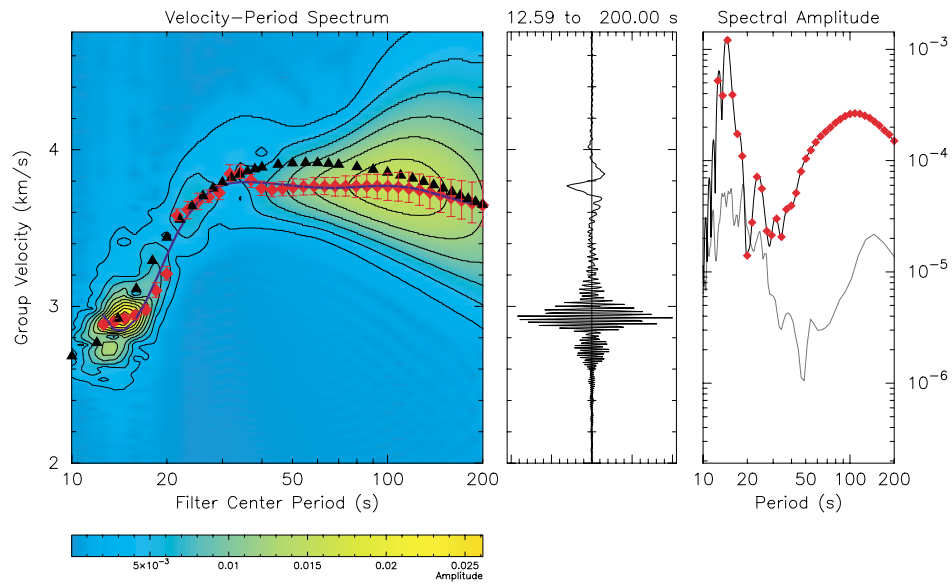 Velocity–Period Spectrum
12.59 to 200.00 s
Spectral Amplitude
Group Velocity (km/s)
4
3
2
10 20 50 100 200
Filter Center Period (s)
10⁻³
10⁻⁴
10⁻⁵
10⁻⁶
10 20 50 100 200
Period (s)
5×10⁻³ 0.01 0.015 0.02 0.025
Amplitude